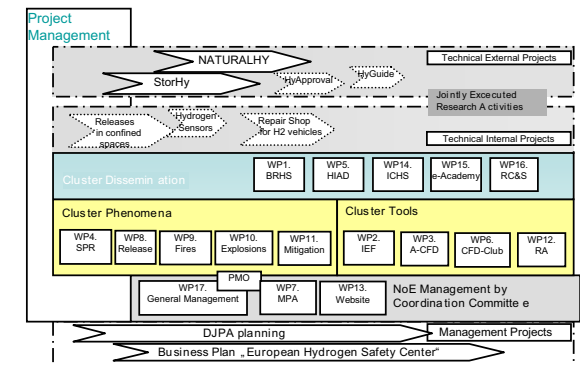 Project
Management
NATURALHY
Technical External Projects
StorHy
HyApproval
HyGuide
Jointly Excecuted
Research A ctivities
Releases
in confined
spaces
Hydrogen
Sensors
Repair Shop
for H2 vehicles
Technical Internal Projects
Cluster Dissemin ation
WP1.
BRHS
WP5.
HIAD
WP14.
ICHS
WP15.
e-Academy
WP16.
RC&S
Cluster Phenomena
WP4.
SPR
WP8.
Release
WP9.
Fires
WP10.
Explosions
WP11.
Mitigation
Cluster Tools
WP2.
IEF
WP3.
A-CFD
WP6.
CFD-Club
WP12.
RA
PMO
WP17.
General Management
WP7.
MPA
WP13.
Website
NoE Management by
Coordination Committe e
DJPA planning
Management Projects
Business Plan „European Hydrogen Safety Center“